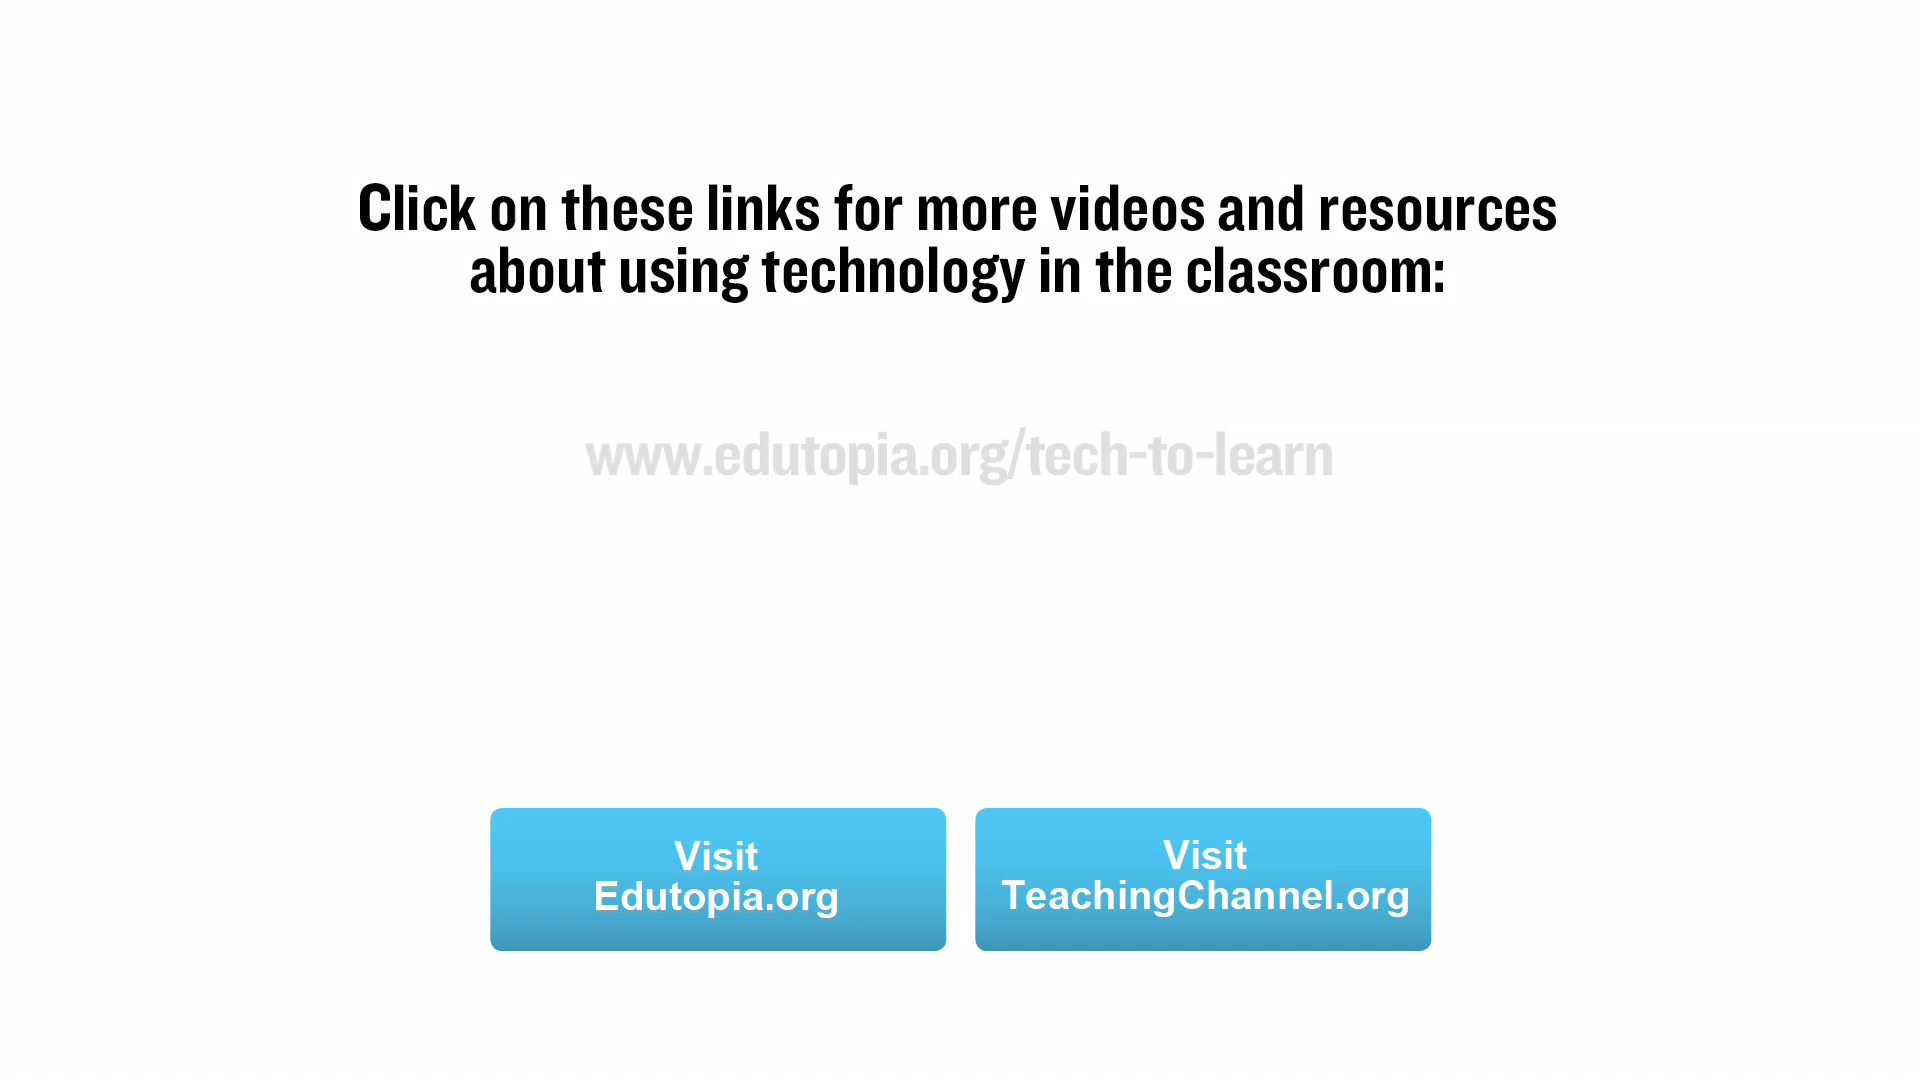 Click on these links for more videos and resources
about using technology in the classroom:
www.edutopia.org/tech-to-learn
Visit
Edutopia.org
Visit
TeachingChannel.org